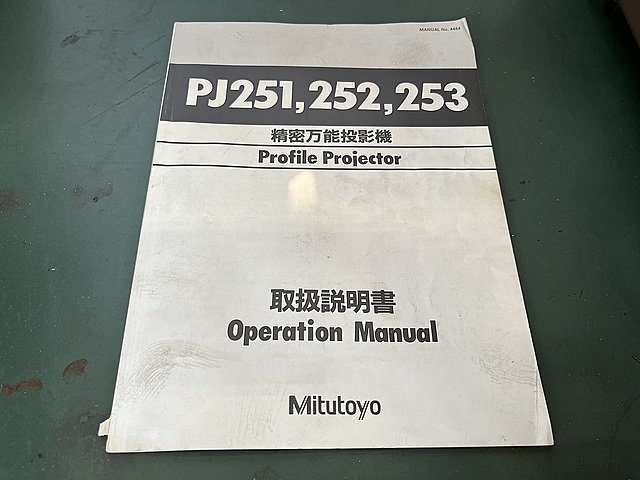 MANUAL No. 4484
PJ251, 252, 253
精密万能投影機
Profile Projector
取扱説明書
Operation Manual
Mitutoyo